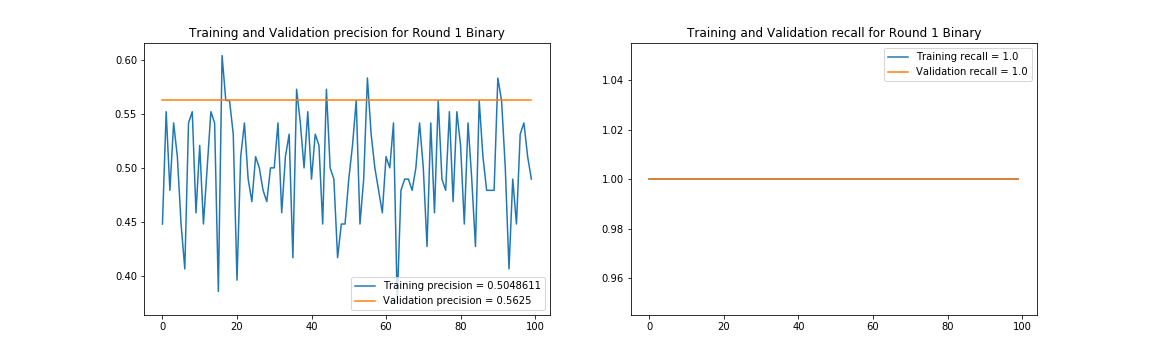 Training and Validation precision for Round 1 Binary
0.60
0.55
0.50
0.45
0.40
Training precision = 0.5048611
Validation precision = 0.5625
0 20 40 60 80 100
Training and Validation recall for Round 1 Binary
Training recall = 1.0
Validation recall = 1.0
1.04
1.02
1.00
0.98
0.96
0 20 40 60 80 100